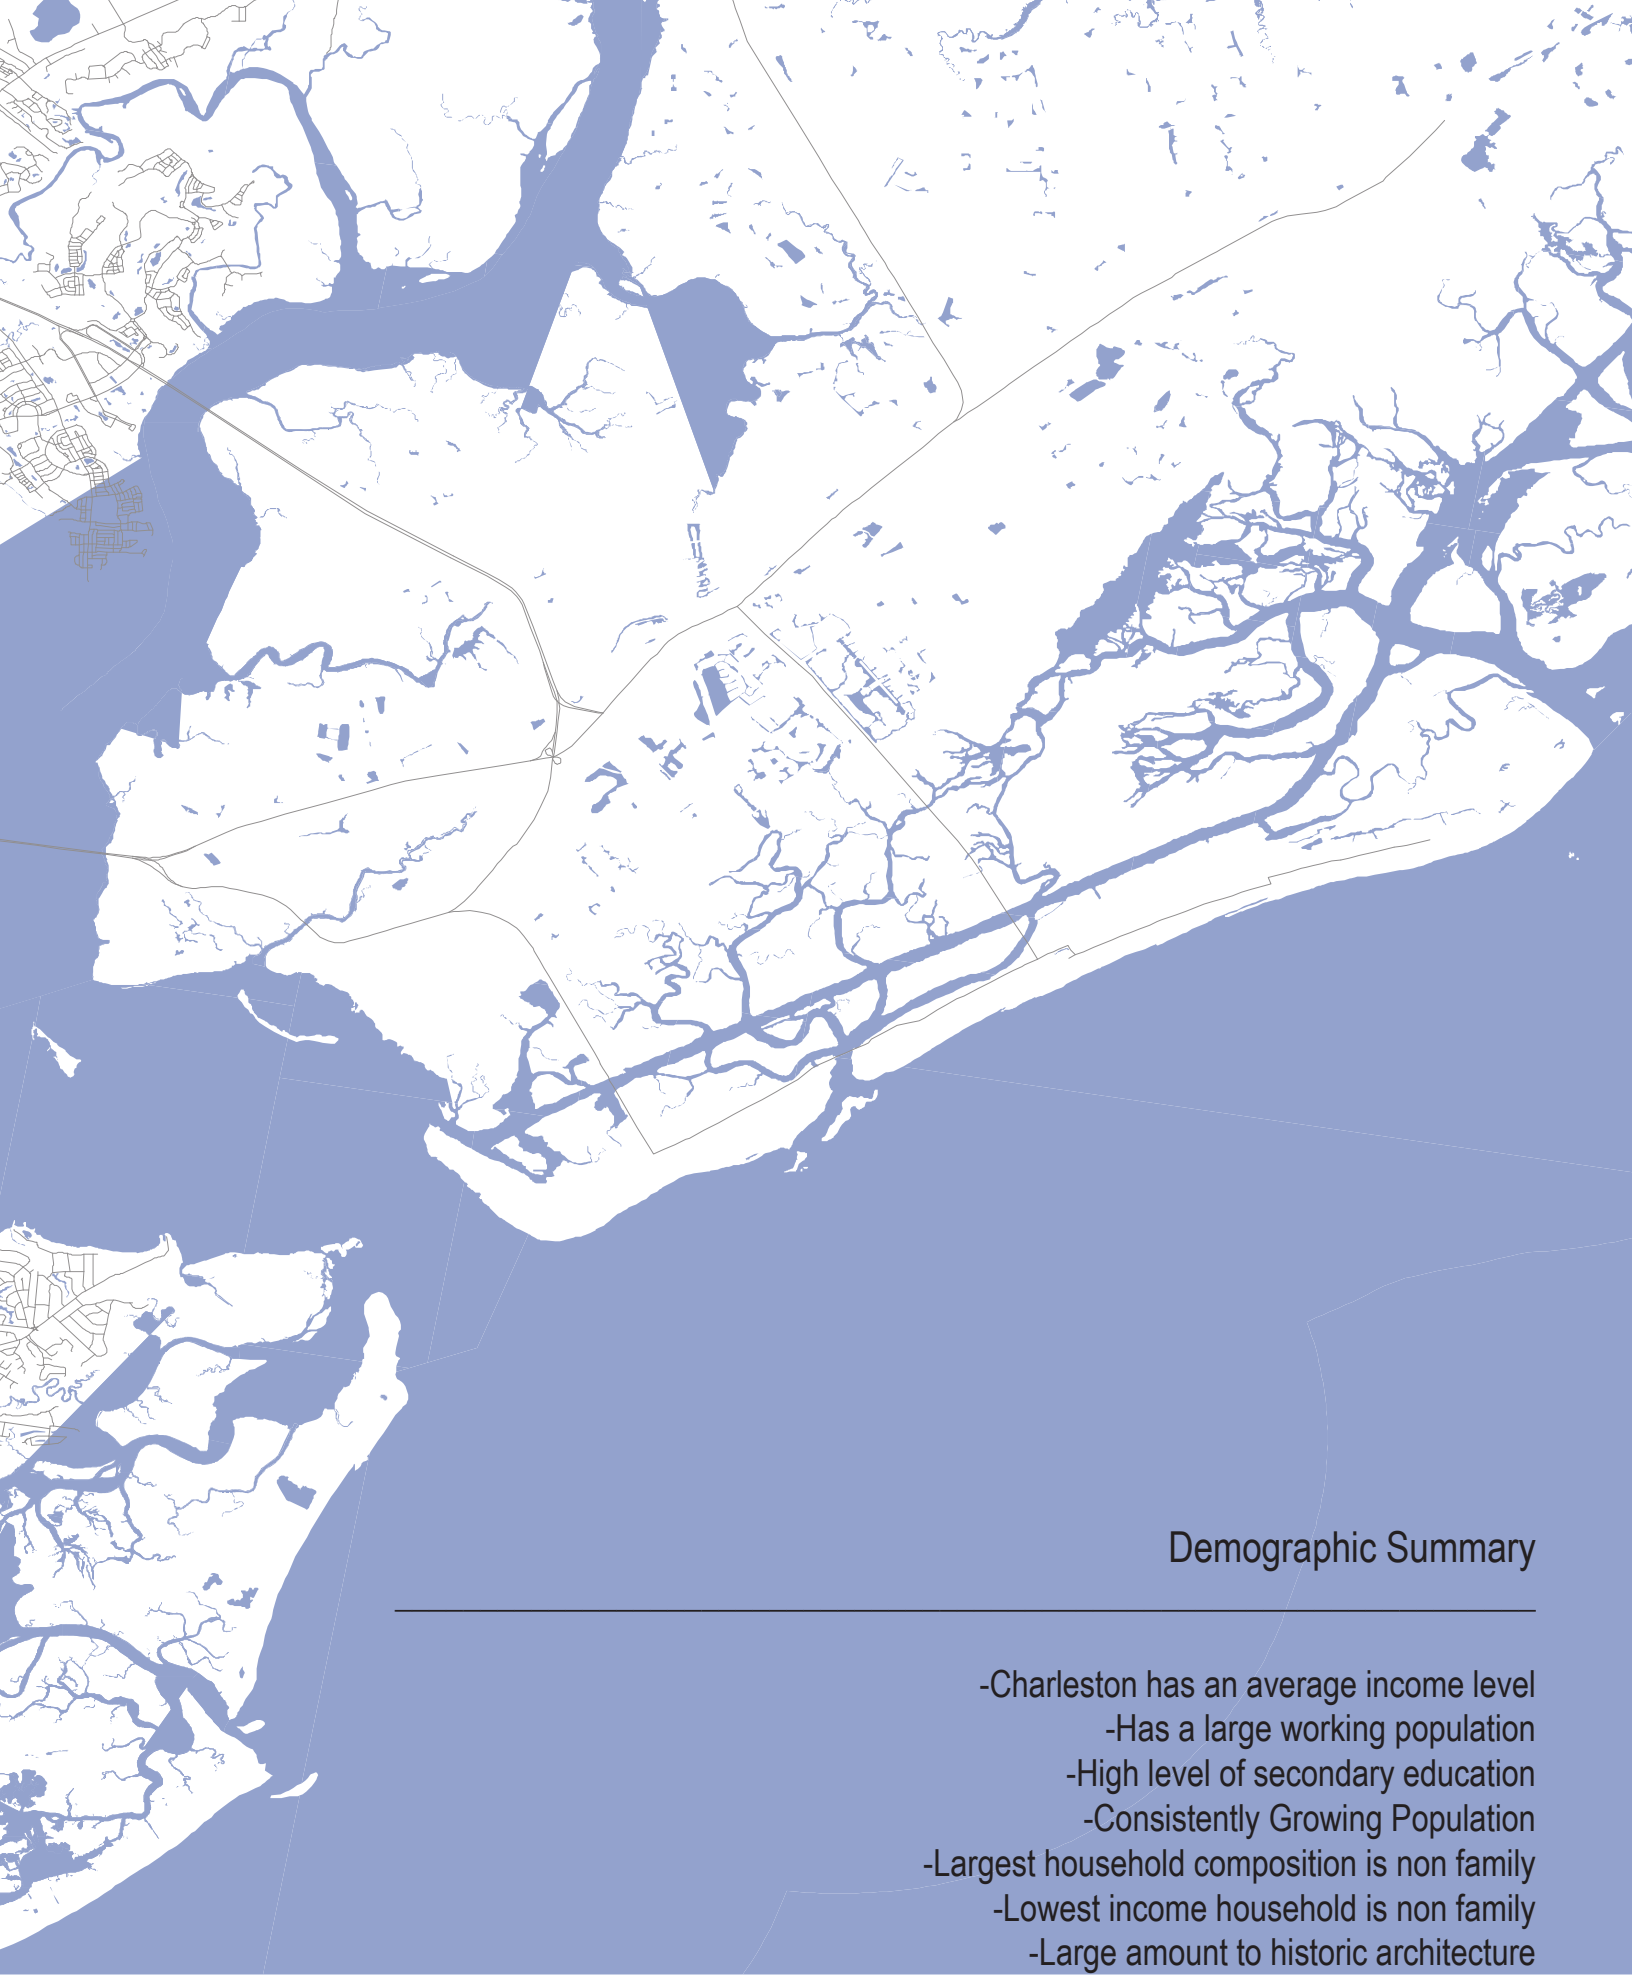 Demographic Summary
-Charleston has an average income level
-Has a large working population
-High level of secondary education
-Consistently Growing Population
-Largest household composition is non family
-Lowest income household is non family
-Large amount to historic architecture